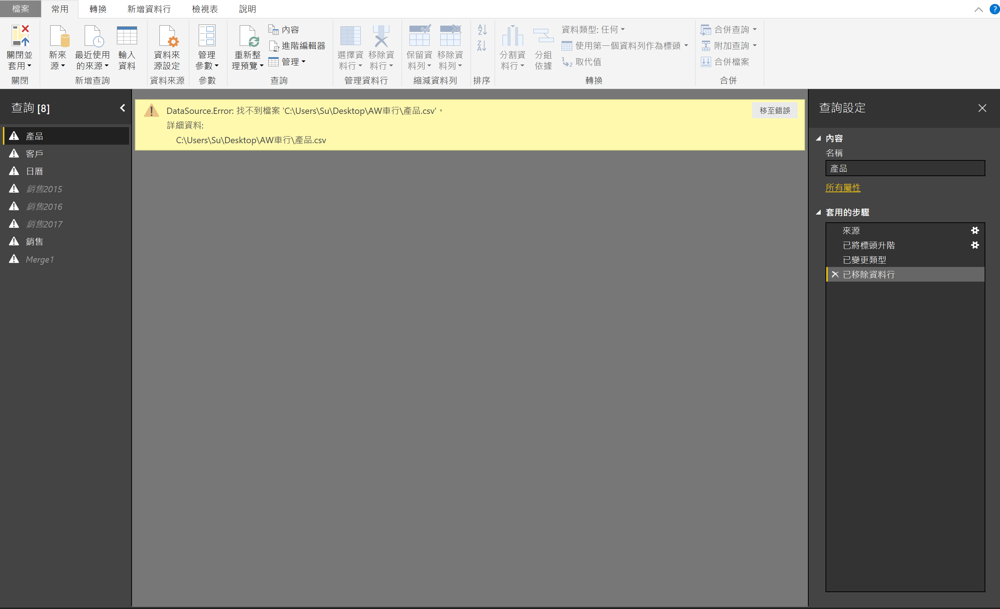 檔案
常用
轉換
新增資料行
檢視表
說明
?
關閉並
套用
關閉
新來
源
最近使用
的來源
輸入
資料
新增查詢
資料來
源設定
資料來源
管理
參數
參數
重新整
理預覽
內容
進階編輯器
管理
查詢
選擇資
料行
移除資
料行
管理資料行
保留資
料列
移除資
料列
縮減資料列
排序
分割資
料行
分組
依據
資料類型: 任何
使用第一個資料列作為標頭
取代值
轉換
合併查詢
附加查詢
合併檔案
合併
查詢 [8]
產品
客戶
日曆
銷售2015
銷售2016
銷售2017
銷售
Merge1
DataSource.Error: 找不到檔案 'C:\Users\Su\Desktop\AW車行\產品.csv'。
詳細資料:
C:\Users\Su\Desktop\AW車行\產品.csv
移至錯誤
查詢設定
內容
名稱
產品
所有屬性
套用的步驟
來源
已將標頭升階
已變更類型
已移除資料行